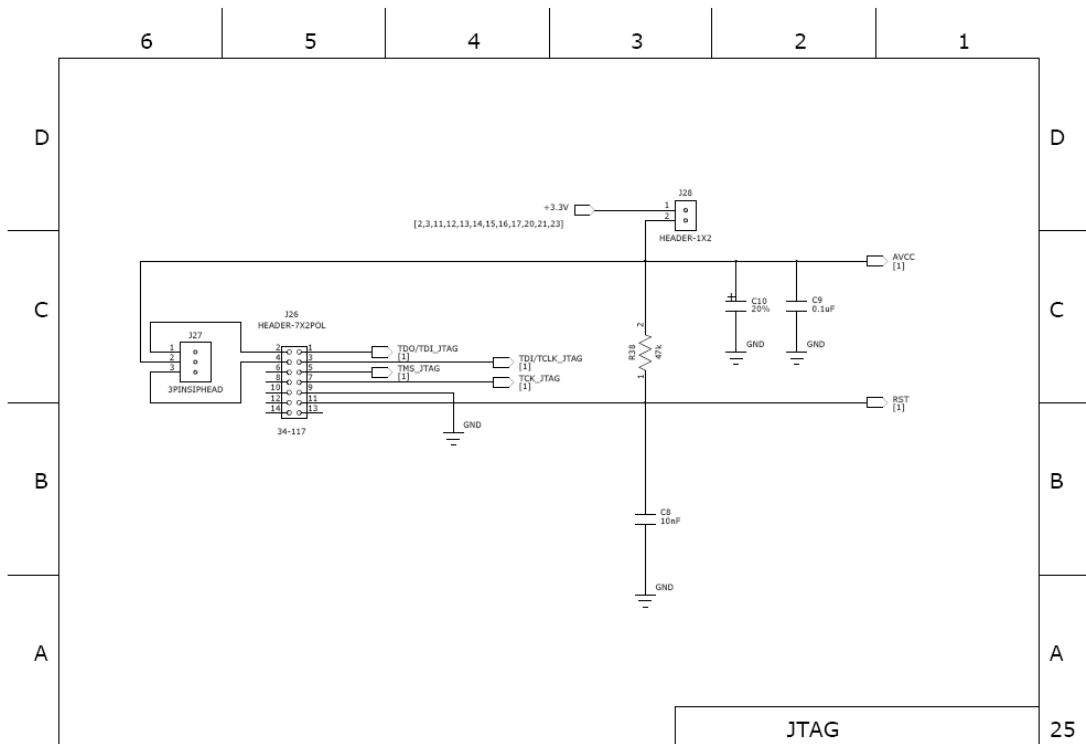 6 5 4 3 2 1
D D
J28
+3.3V 1
2
[2,3,11,12,13,14,15,16,17,20,21,23]
HEADER-1X2
AVCC
[1]
C C
C10
20%
C9
0.1uF
+
GND GND
J26
HEADER-7X2POL
2
R38
47k
1
J27
1
2
3
3PINSIPHEAD
2 1
4 3
6 5
8 7
10 9
12 11
14 13
34-117
TDO/TDI_JTAG
[1]
TDI/TCLK_JTAG
[1]
TMS_JTAG
[1]
TCK_JTAG
[1]
GND
RST
[1]
B B
C8
10nF
GND
A A
JTAG 25